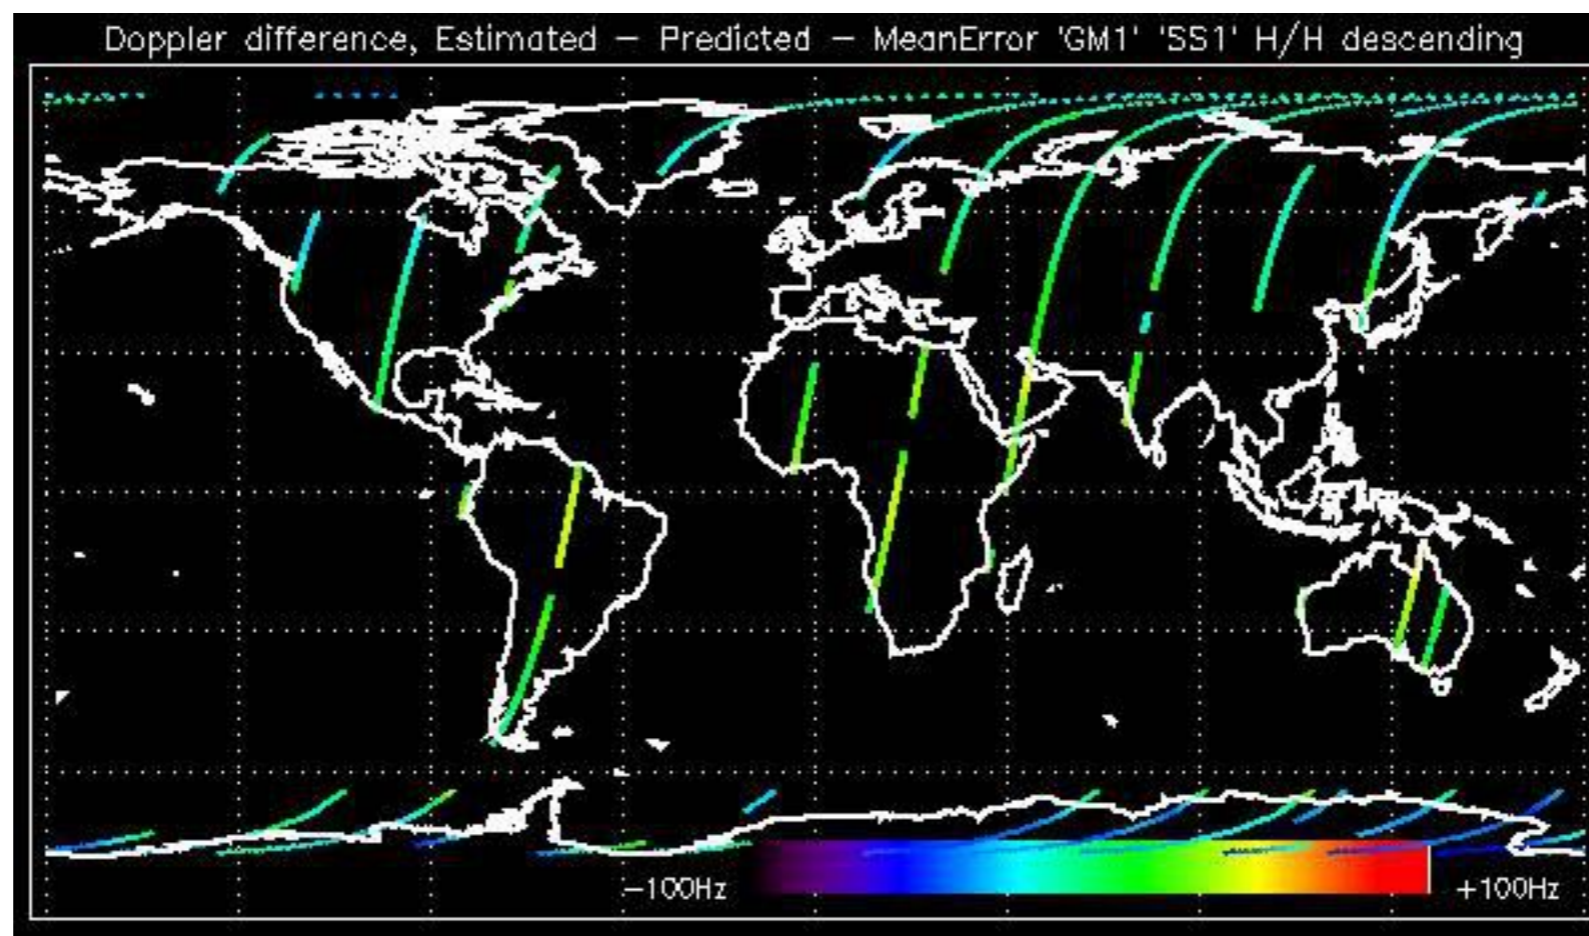 Doppler difference, Estimated – Predicted – MeanError 'GM1' 'SS1' H/H descending
–100Hz +100Hz